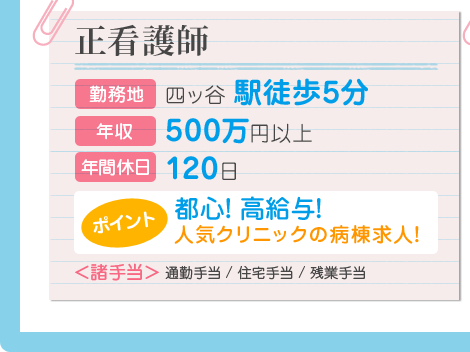 正看護師
勤務地 四ッ谷 駅徒歩5分
年収 500万円以上
年間休日 120日
ポイント 都心! 高給与!
人気クリニックの病棟求人!
＜諸手当＞ 通勤手当 / 住宅手当 / 残業手当